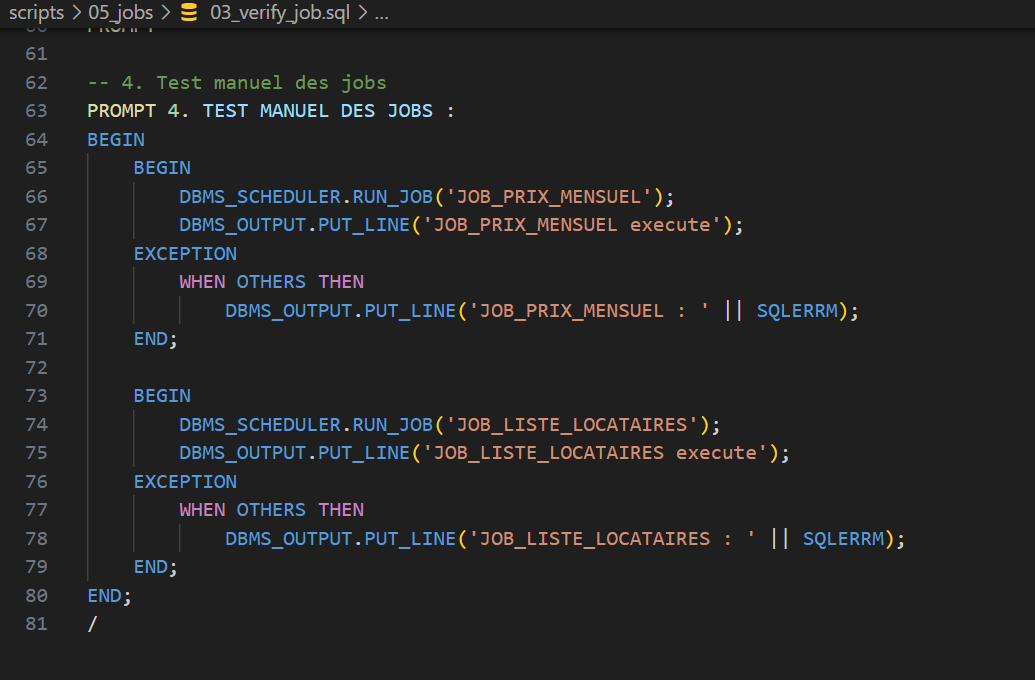 scripts > 05_jobs > 03_verify_job.sql > ...
61
62 -- 4. Test manuel des jobs
63 PROMPT 4. TEST MANUEL DES JOBS :
64 BEGIN
65     BEGIN
66         DBMS_SCHEDULER.RUN_JOB('JOB_PRIX_MENSUEL');
67         DBMS_OUTPUT.PUT_LINE('JOB_PRIX_MENSUEL execute');
68     EXCEPTION
69         WHEN OTHERS THEN
70             DBMS_OUTPUT.PUT_LINE('JOB_PRIX_MENSUEL : ' || SQLERRM);
71     END;
72
73     BEGIN
74         DBMS_SCHEDULER.RUN_JOB('JOB_LISTE_LOCATAIRES');
75         DBMS_OUTPUT.PUT_LINE('JOB_LISTE_LOCATAIRES execute');
76     EXCEPTION
77         WHEN OTHERS THEN
78             DBMS_OUTPUT.PUT_LINE('JOB_LISTE_LOCATAIRES : ' || SQLERRM);
79     END;
80 END;
81 /